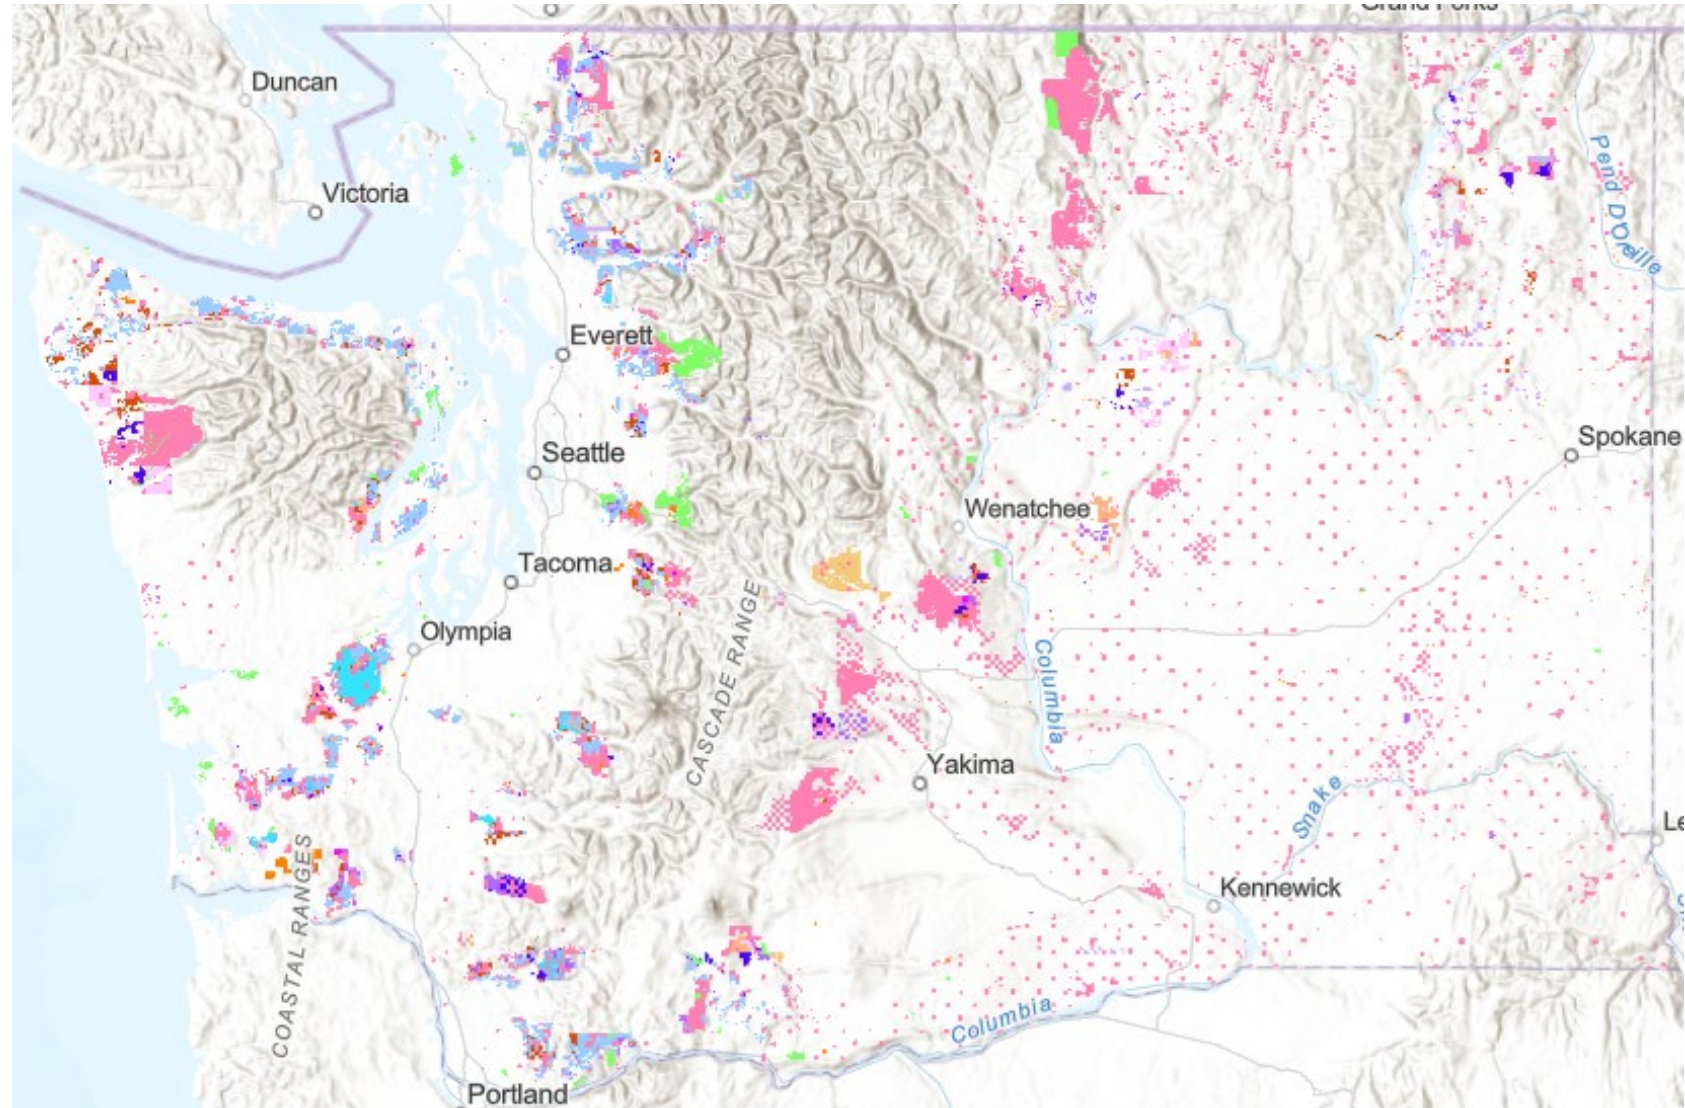 Duncan
Victoria
Pend D'Oreille
Everett
Spokane
Seattle
Wenatchee
Tacoma
CASCADE RANGE
Olympia
Columbia
Yakima
Snake
Kennewick
COASTAL RANGES
Columbia
Portland